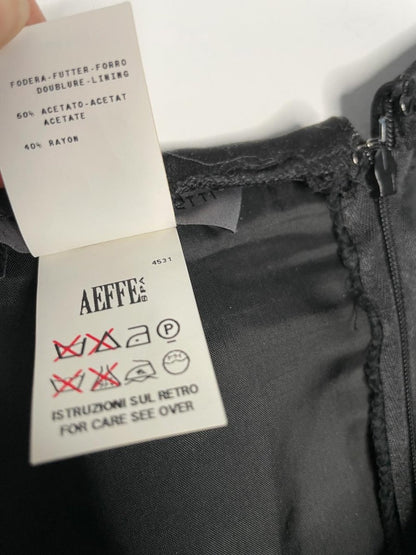 FODERA-FUTTER-FORRO
DOUBLURE-LINING
60% ACETATO-ACETAT
ACETATE
40% RAYON
ETTI
4531
AEFFE SPA
P
ISTRUZIONI SUL RETRO
FOR CARE SEE OVER